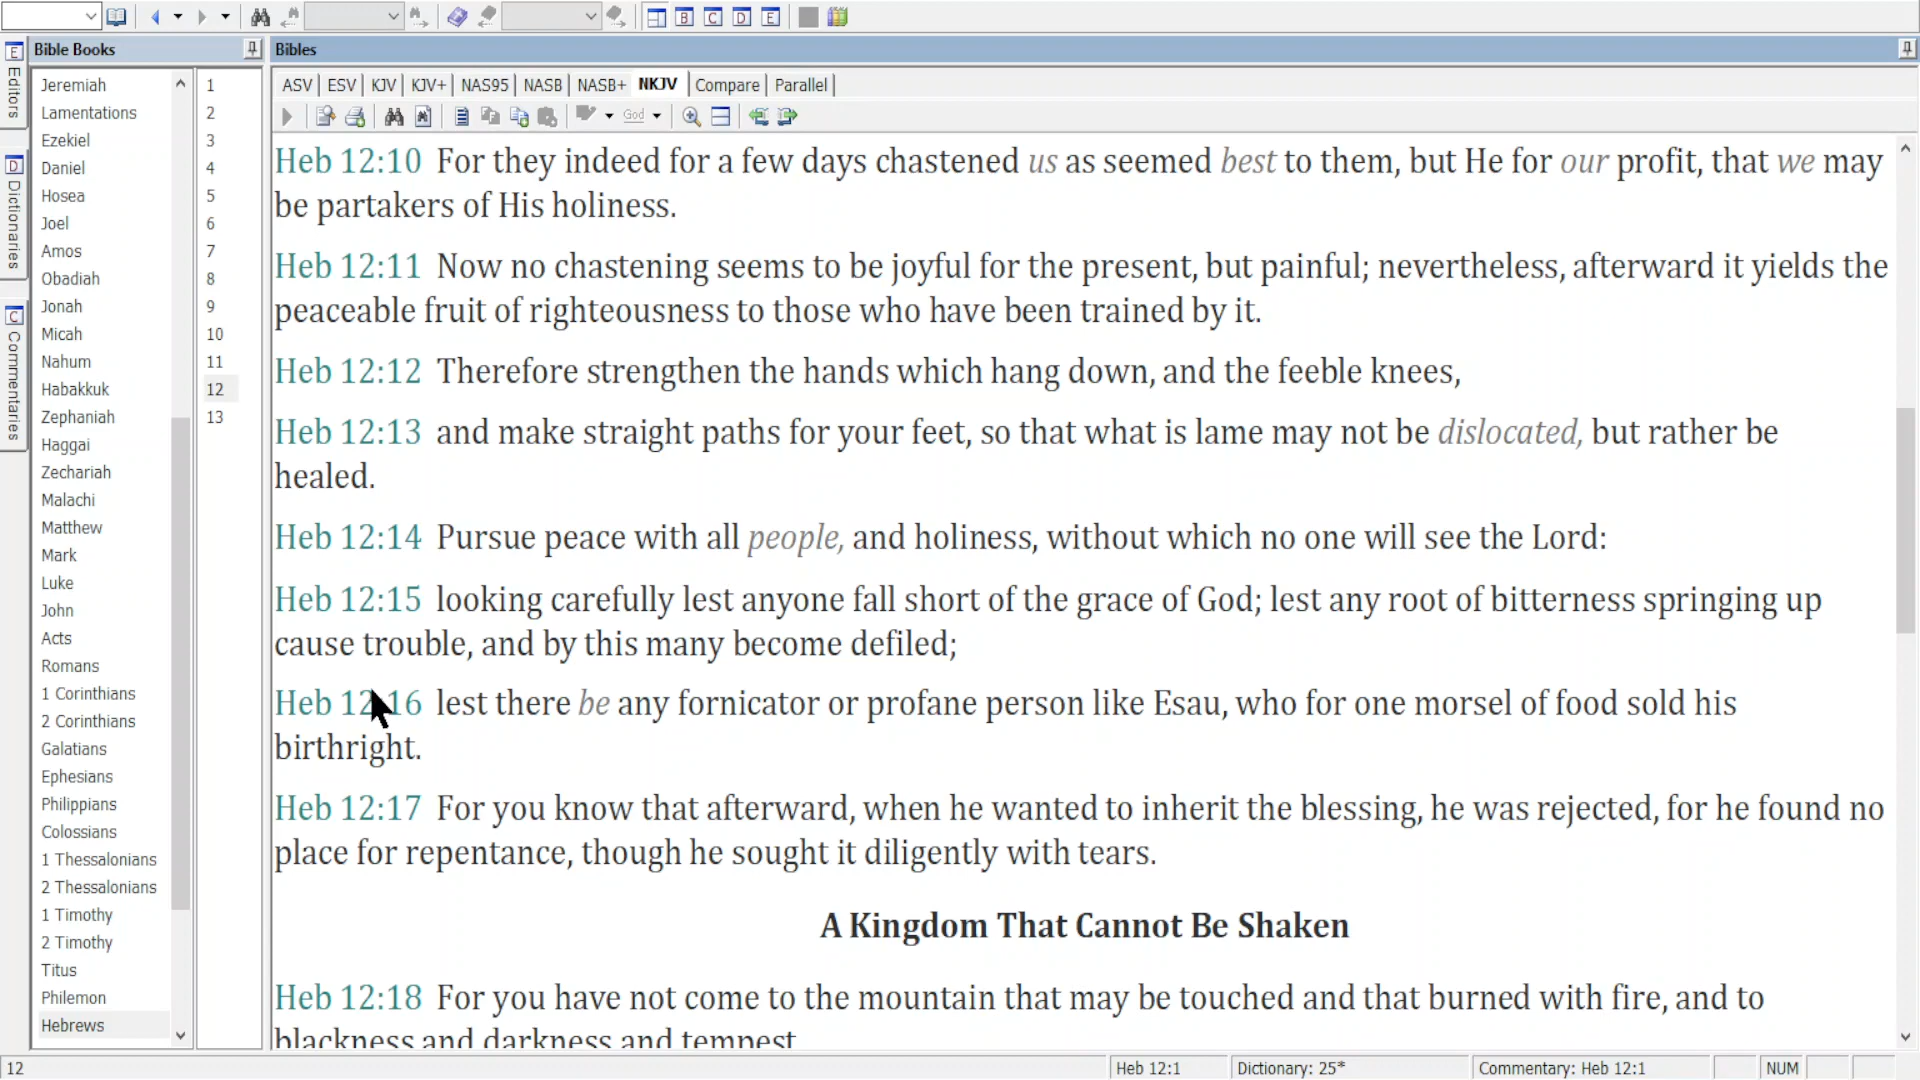 B C D E
Bible Books
Bibles
E Editors
D Dictionaries
C Commentaries
Jeremiah
Lamentations
Ezekiel
Daniel
Hosea
Joel
Amos
Obadiah
Jonah
Micah
Nahum
Habakkuk
Zephaniah
Haggai
Zechariah
Malachi
Matthew
Mark
Luke
John
Acts
Romans
1 Corinthians
2 Corinthians
Galatians
Ephesians
Philippians
Colossians
1 Thessalonians
2 Thessalonians
1 Timothy
2 Timothy
Titus
Philemon
Hebrews
1
2
3
4
5
6
7
8
9
10
11
12
13
ASV ESV KJV KJV+ NAS95 NASB NASB+ NKJV Compare Parallel
God
Heb 12:10 For they indeed for a few days chastened us as seemed best to them, but He for our profit, that we may
be partakers of His holiness.
Heb 12:11 Now no chastening seems to be joyful for the present, but painful; nevertheless, afterward it yields the
peaceable fruit of righteousness to those who have been trained by it.
Heb 12:12 Therefore strengthen the hands which hang down, and the feeble knees,
Heb 12:13 and make straight paths for your feet, so that what is lame may not be dislocated, but rather be
healed.
Heb 12:14 Pursue peace with all people, and holiness, without which no one will see the Lord:
Heb 12:15 looking carefully lest anyone fall short of the grace of God; lest any root of bitterness springing up
cause trouble, and by this many become defiled;
Heb 12:16 lest there be any fornicator or profane person like Esau, who for one morsel of food sold his
birthright.
Heb 12:17 For you know that afterward, when he wanted to inherit the blessing, he was rejected, for he found no
place for repentance, though he sought it diligently with tears.
A Kingdom That Cannot Be Shaken
Heb 12:18 For you have not come to the mountain that may be touched and that burned with fire, and to
blackness and darkness and tempest
12
Heb 12:1
Dictionary: 25*
Commentary: Heb 12:1
NUM